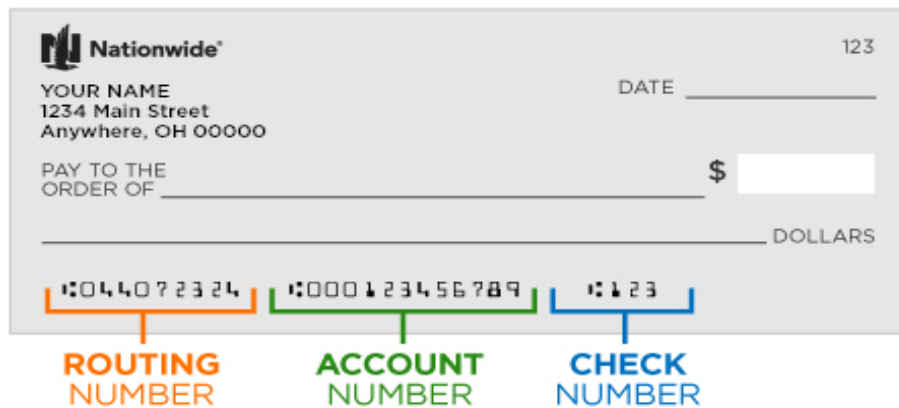 Nationwide®
123
YOUR NAME
1234 Main Street
Anywhere, OH 00000
DATE
PAY TO THE
ORDER OF
$
DOLLARS
⑆044072324 ⑆000123456789 ⑆123
ROUTING NUMBER
ACCOUNT NUMBER
CHECK NUMBER